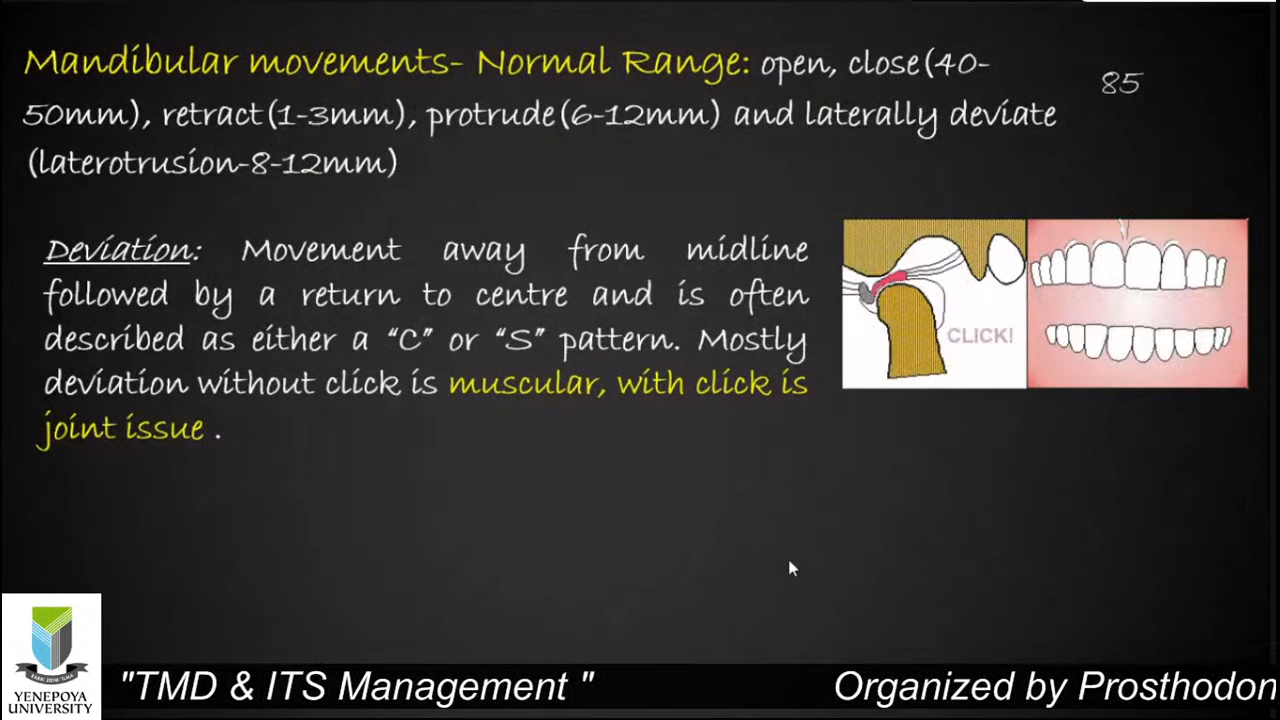 Mandibular movements- Normal Range: open, close(40-
50mm), retract(1-3mm), protrude(6-12mm) and laterally deviate
(laterotrusion-8-12mm)
85
Deviation: Movement away from midline
followed by a return to centre and is often
described as either a “C” or “S” pattern. Mostly
deviation without click is muscular, with click is
joint issue .
CLICK!
YENEPOYA
UNIVERSITY
"TMD & ITS Management "
Organized by Prosthodon